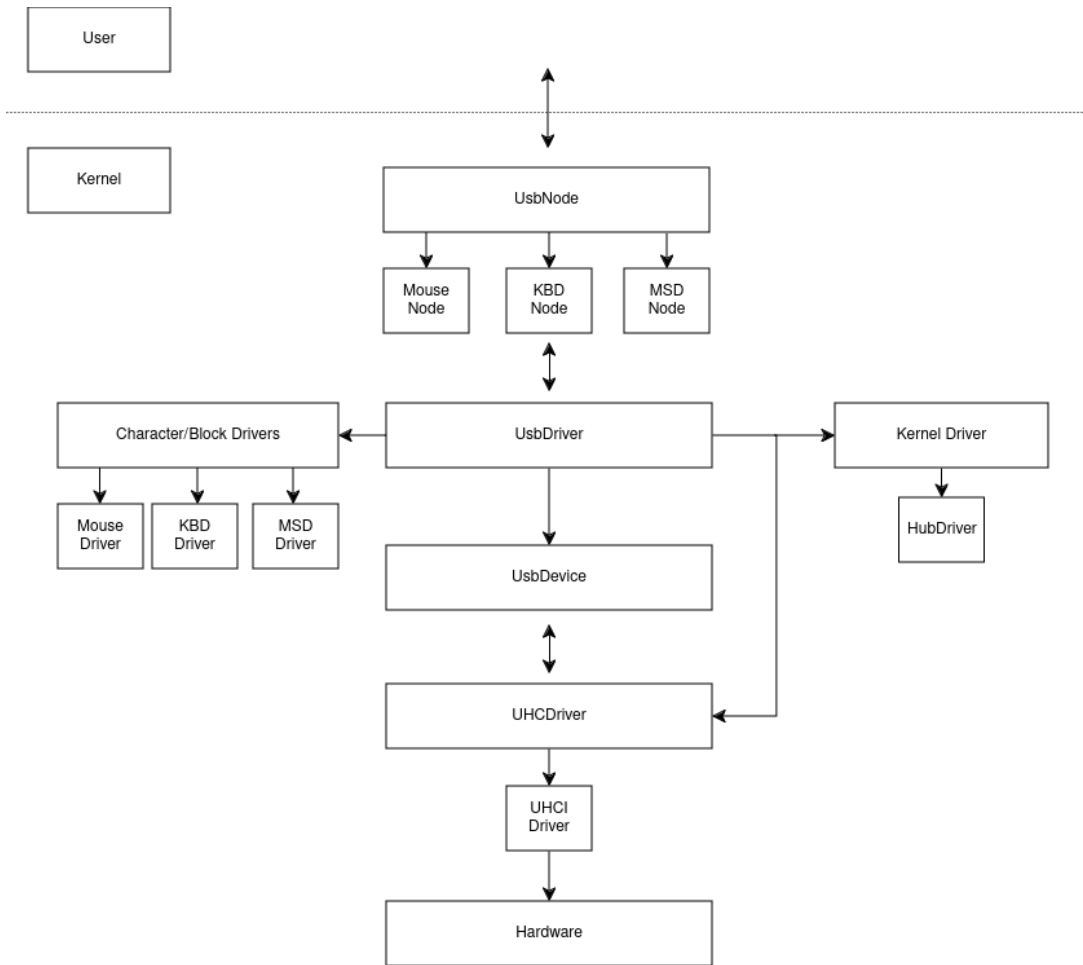 User
Kernel
UsbNode
Mouse
Node
KBD
Node
MSD
Node
Character/Block Drivers
UsbDriver
Kernel Driver
Mouse
Driver
KBD
Driver
MSD
Driver
HubDriver
UsbDevice
UHCDriver
UHCI
Driver
Hardware